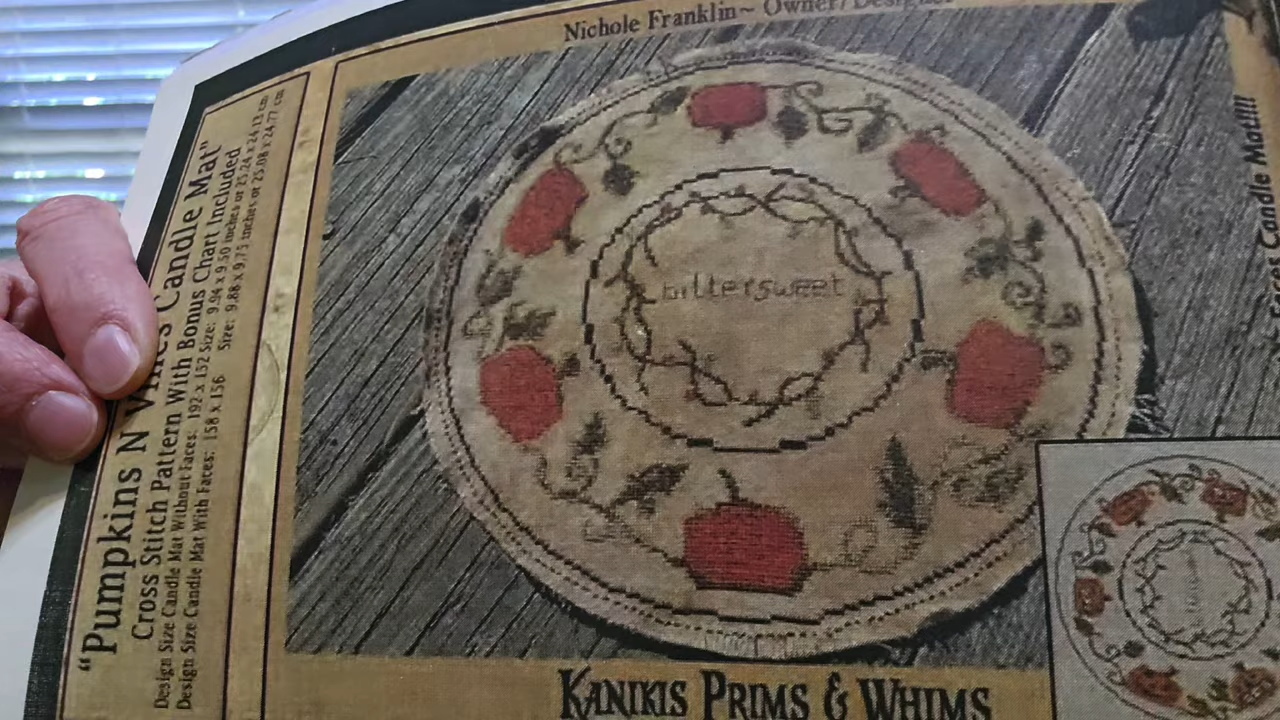 Nichole Franklin~ Owner/Designer
"Pumpkins N Vines Candle Mat"
Cross Stitch Pattern With Bonus Chart Included
Design Size Candle Mat Without Faces: 192 x 152 Size: 9.94 x 9.50 inches or 25.24 x 24.13 cm
Design Size Candle Mat With Faces: 158 x 156 Size: 9.88 x 9.75 inches or 25.08 x 24.77 cm
bittersweet
Candle Mat!!!!
KANIKIS PRIMS & WHIMS